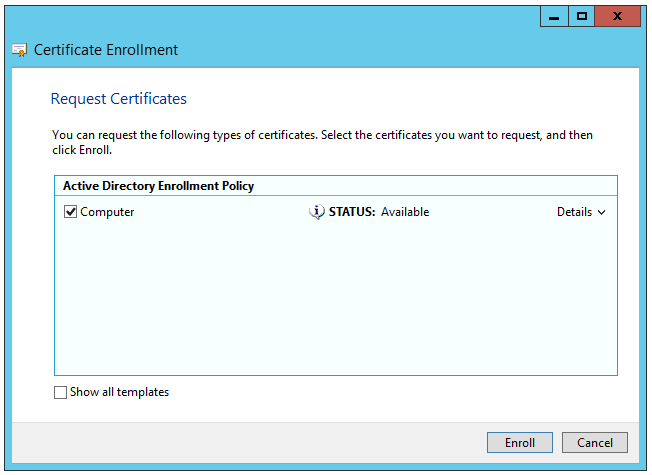 Certificate Enrollment
Request Certificates
You can request the following types of certificates. Select the certificates you want to request, and then
click Enroll.
Active Directory Enrollment Policy
Computer STATUS: Available Details
Show all templates
Enroll Cancel